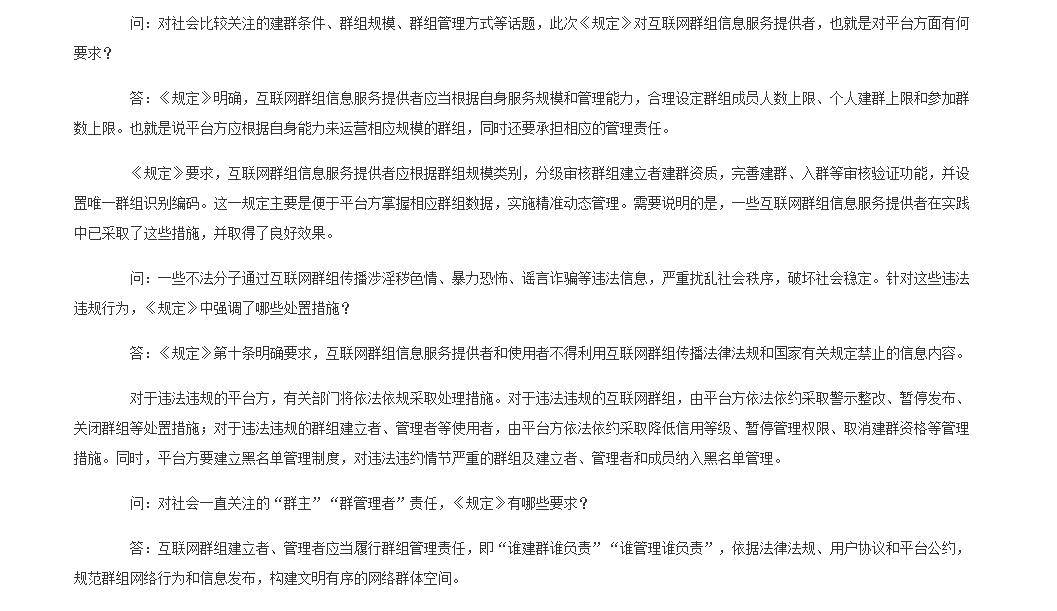 问：对社会比较关注的建群条件、群组规模、群组管理方式等话题，此次《规定》对互联网群组信息服务提供者，也就是对平台方面有何
要求？
答：《规定》明确，互联网群组信息服务提供者应当根据自身服务规模和管理能力，合理设定群组成员人数上限、个人建群上限和参加群
数上限。也就是说平台方应根据自身能力来运营相应规模的群组，同时还要承担相应的管理责任。
《规定》要求，互联网群组信息服务提供者应根据群组规模类别，分级审核群组建立者建群资质，完善建群、入群等审核验证功能，并设
置唯一群组识别编码。这一规定主要是便于平台方掌握相应群组数据，实施精准动态管理。需要说明的是，一些互联网群组信息服务提供者在实践
中已采取了这些措施，并取得了良好效果。
问：一些不法分子通过互联网群组传播涉淫秽色情、暴力恐怖、谣言诈骗等违法信息，严重扰乱社会秩序，破坏社会稳定。针对这些违法
违规行为，《规定》中强调了哪些处置措施？
答：《规定》第十条明确要求，互联网群组信息服务提供者和使用者不得利用互联网群组传播法律法规和国家有关规定禁止的信息内容。
对于违法违规的平台方，有关部门将依法依规采取处理措施。对于违法违规的互联网群组，由平台方依法依约采取警示整改、暂停发布、
关闭群组等处置措施；对于违法违规的群组建立者、管理者等使用者，由平台方依法依约采取降低信用等级、暂停管理权限、取消建群资格等管理
措施。同时，平台方要建立黑名单管理制度，对违法违约情节严重的群组及建立者、管理者和成员纳入黑名单管理。
问：对社会一直关注的“群主”“群管理者”责任，《规定》有哪些要求？
答：互联网群组建立者、管理者应当履行群组管理责任，即“谁建群谁负责”“谁管理谁负责”，依据法律法规、用户协议和平台公约，
规范群组网络行为和信息发布，构建文明有序的网络群体空间。